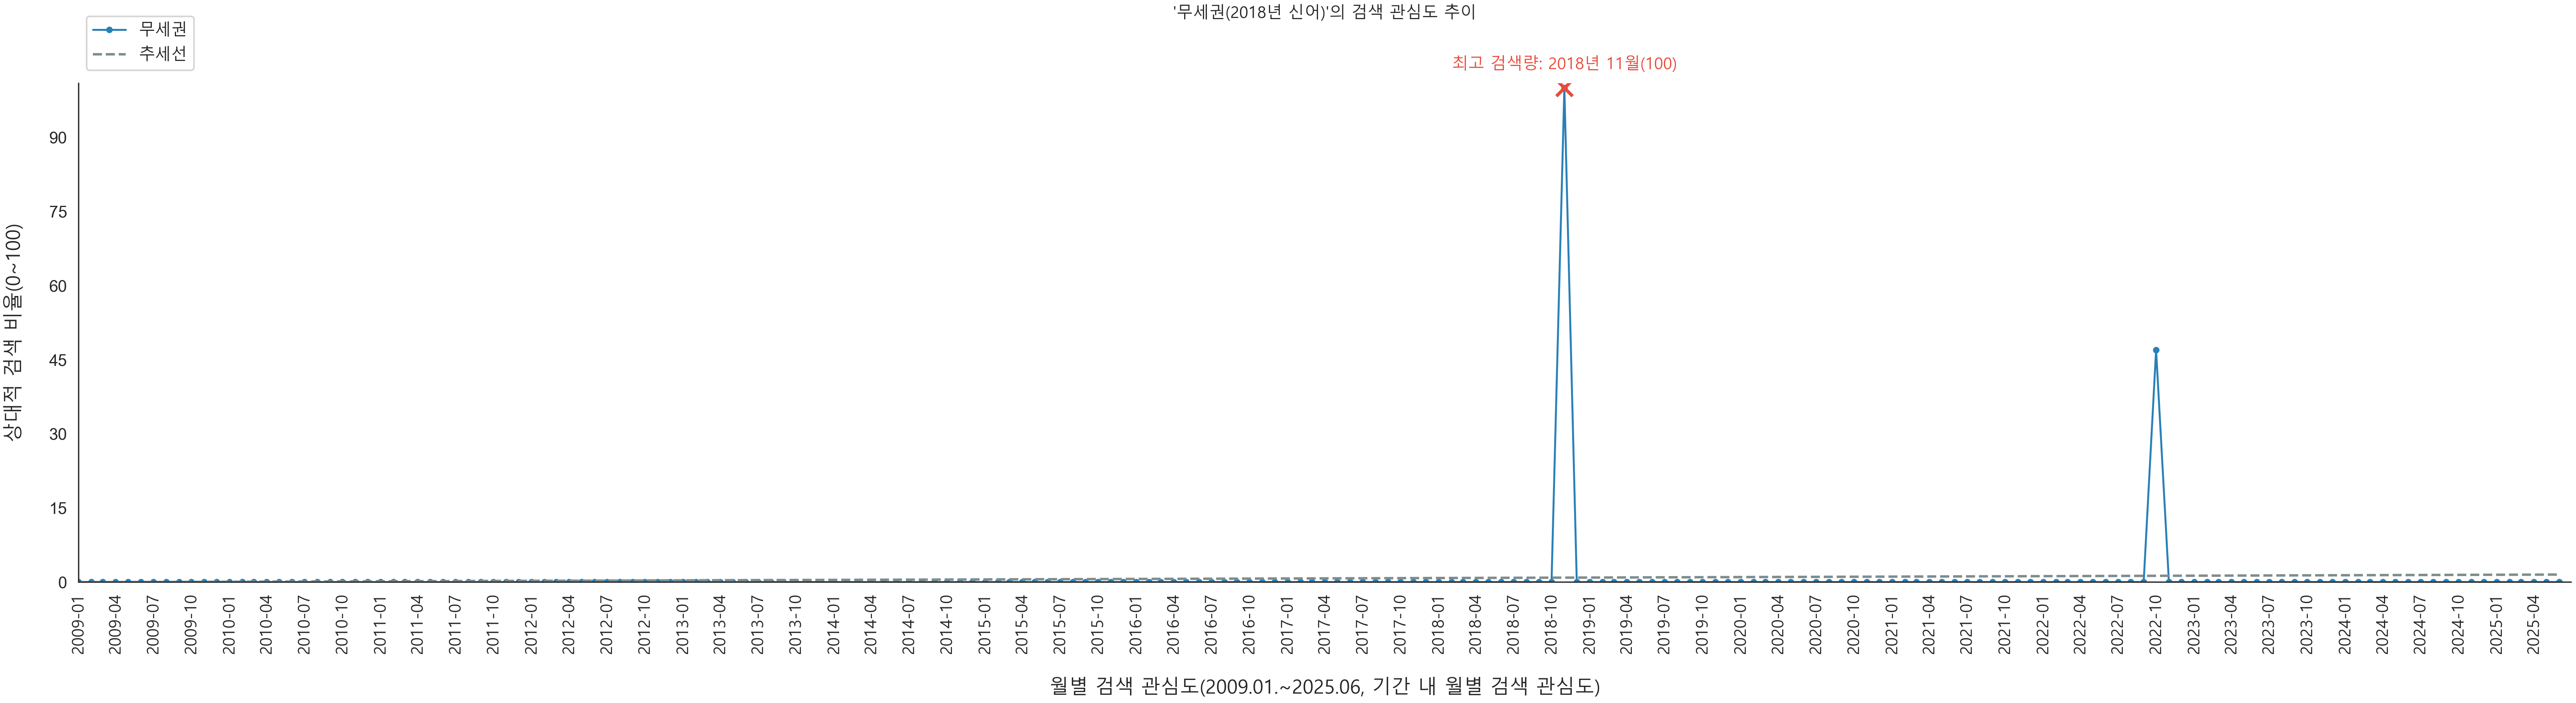 '무세권(2018년 신어)'의 검색 관심도 추이
무세권
추세선
최고 검색량: 2018년 11월(100)
상대적 검색 비율(0~100)
90
75
60
45
30
15
0
2009-01 2009-04 2009-07 2009-10 2010-01 2010-04 2010-07 2010-10 2011-01 2011-04 2011-07 2011-10 2012-01 2012-04 2012-07 2012-10 2013-01 2013-04 2013-07 2013-10 2014-01 2014-04 2014-07 2014-10 2015-01 2015-04 2015-07 2015-10 2016-01 2016-04 2016-07 2016-10 2017-01 2017-04 2017-07 2017-10 2018-01 2018-04 2018-07 2018-10 2019-01 2019-04 2019-07 2019-10 2020-01 2020-04 2020-07 2020-10 2021-01 2021-04 2021-07 2021-10 2022-01 2022-04 2022-07 2022-10 2023-01 2023-04 2023-07 2023-10 2024-01 2024-04 2024-07 2024-10 2025-01 2025-04
월별 검색 관심도(2009.01.~2025.06, 기간 내 월별 검색 관심도)